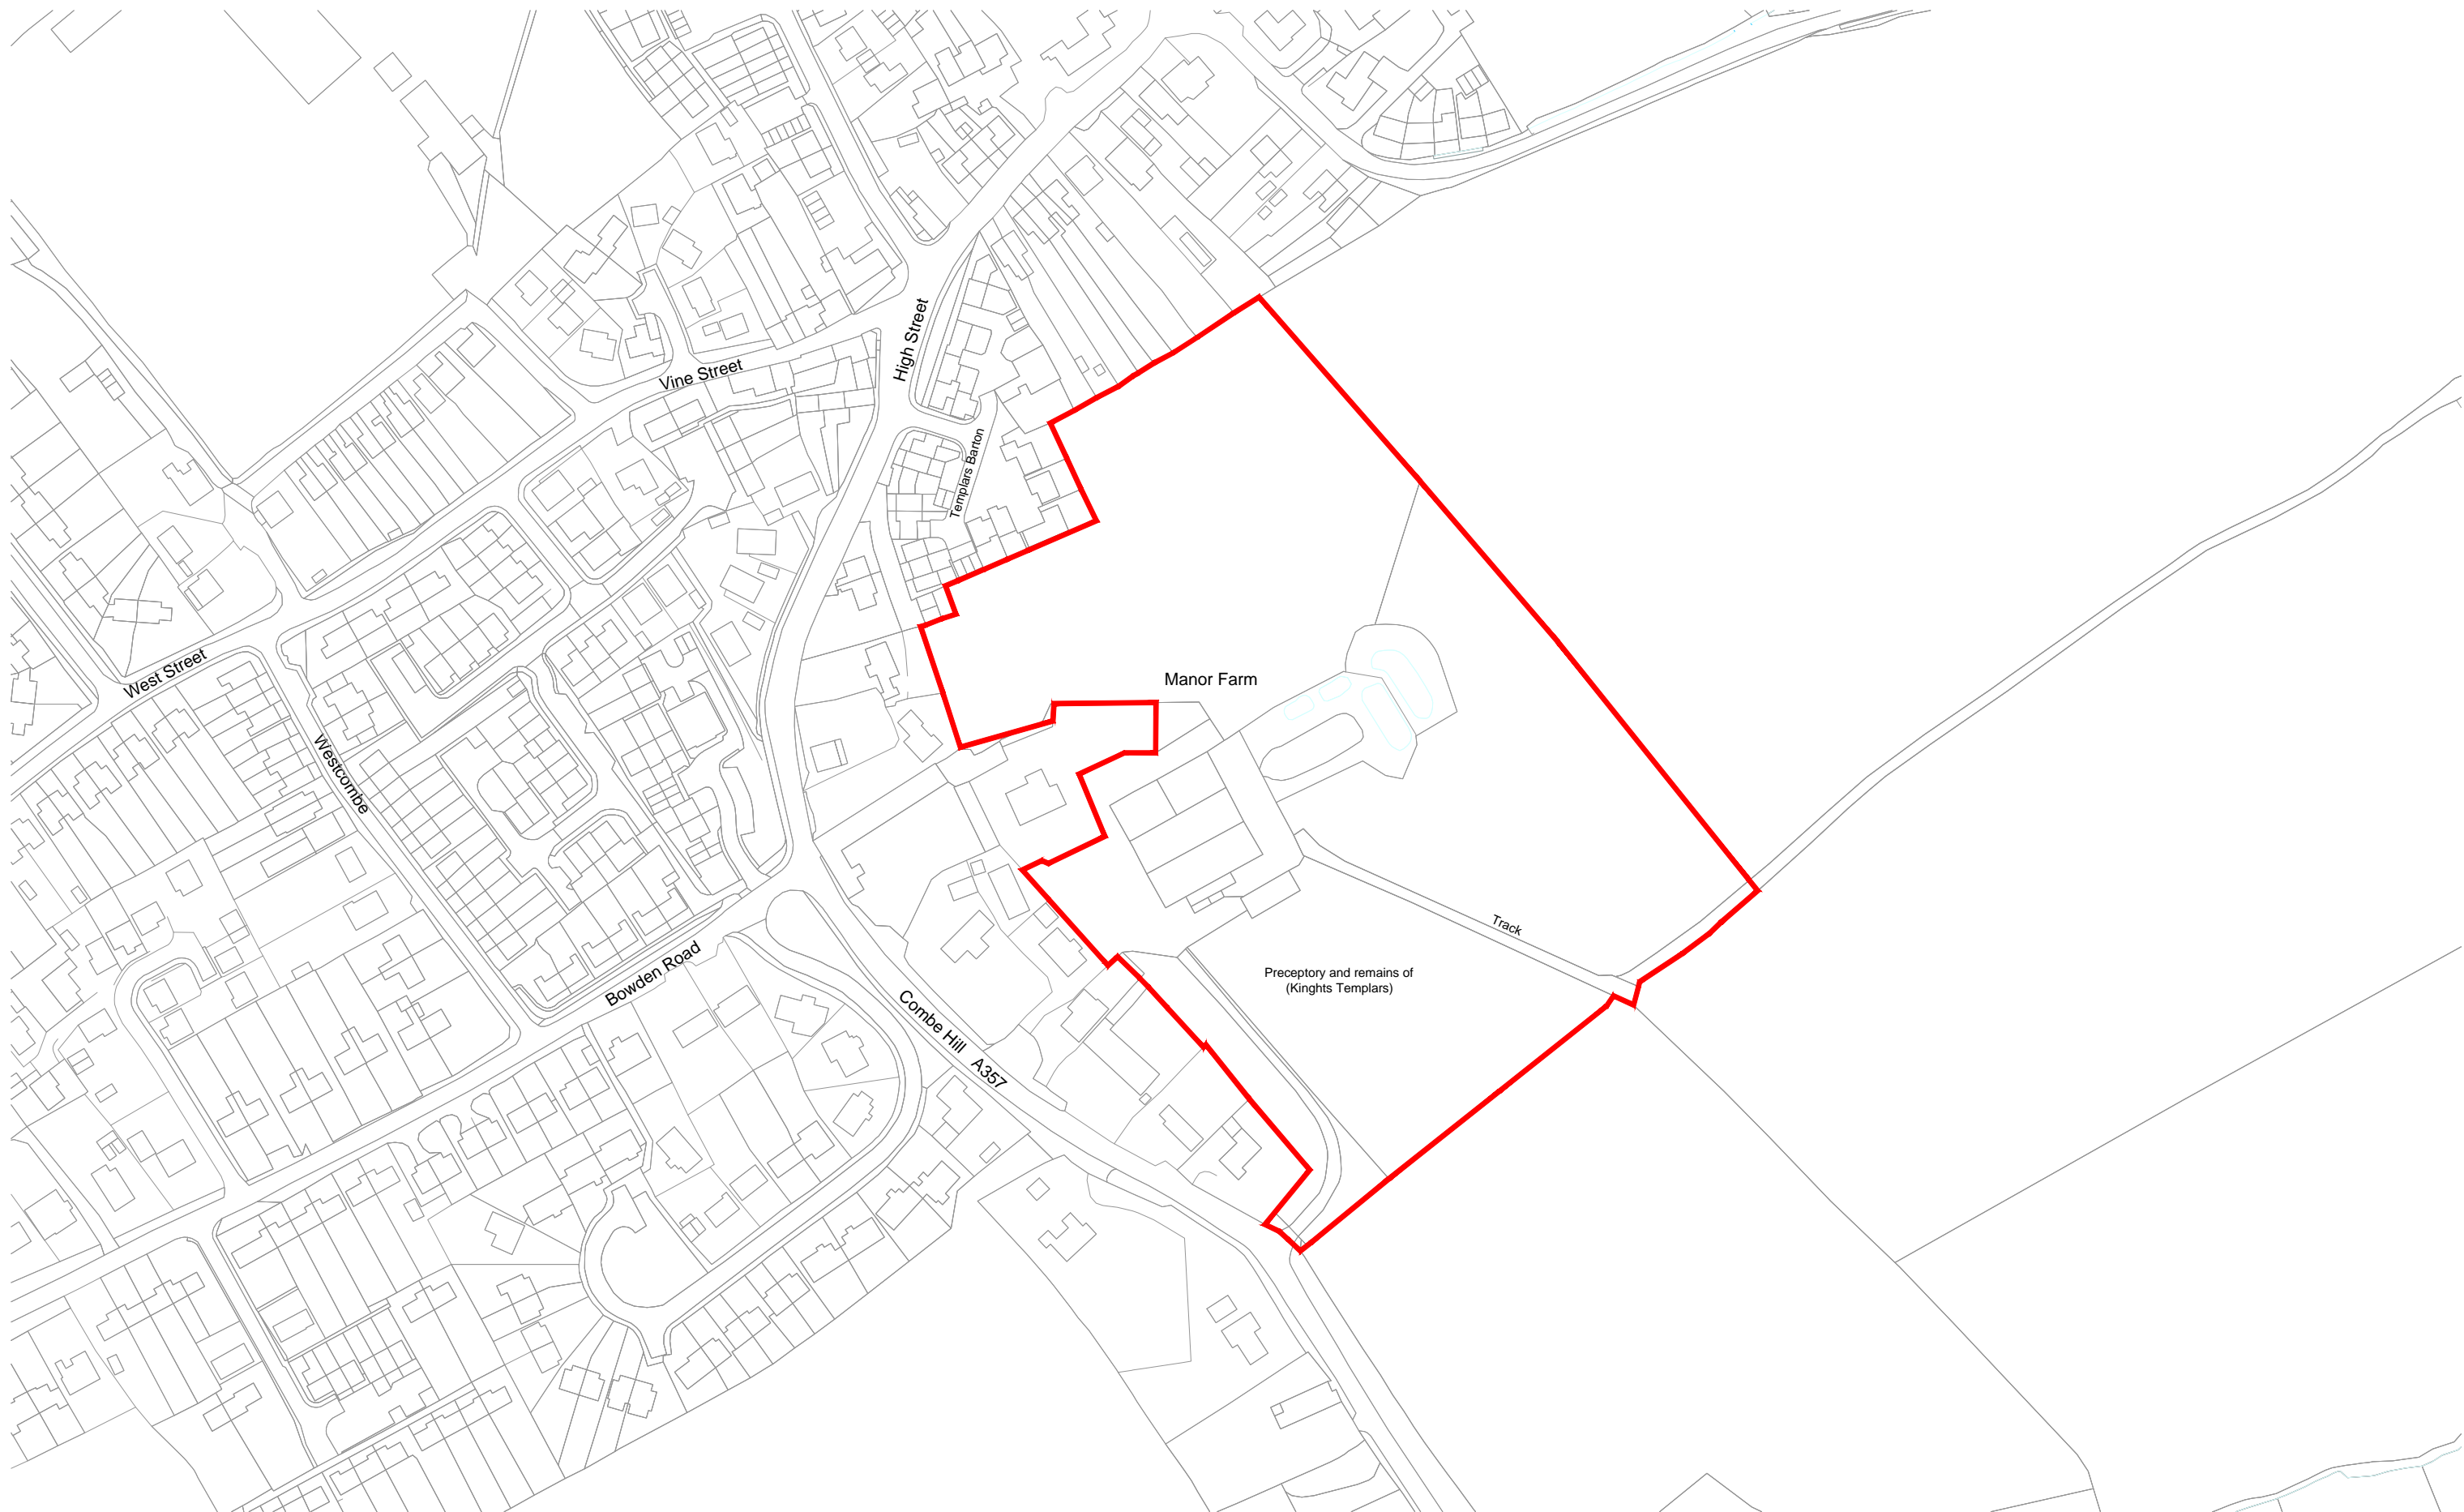 High Street
Vine Street
Templars Barton
West Street
Manor Farm
Westcombe
Track
Bowden Road
Preceptory and remains of
(Kinghts Templars)
Combe Hill A357